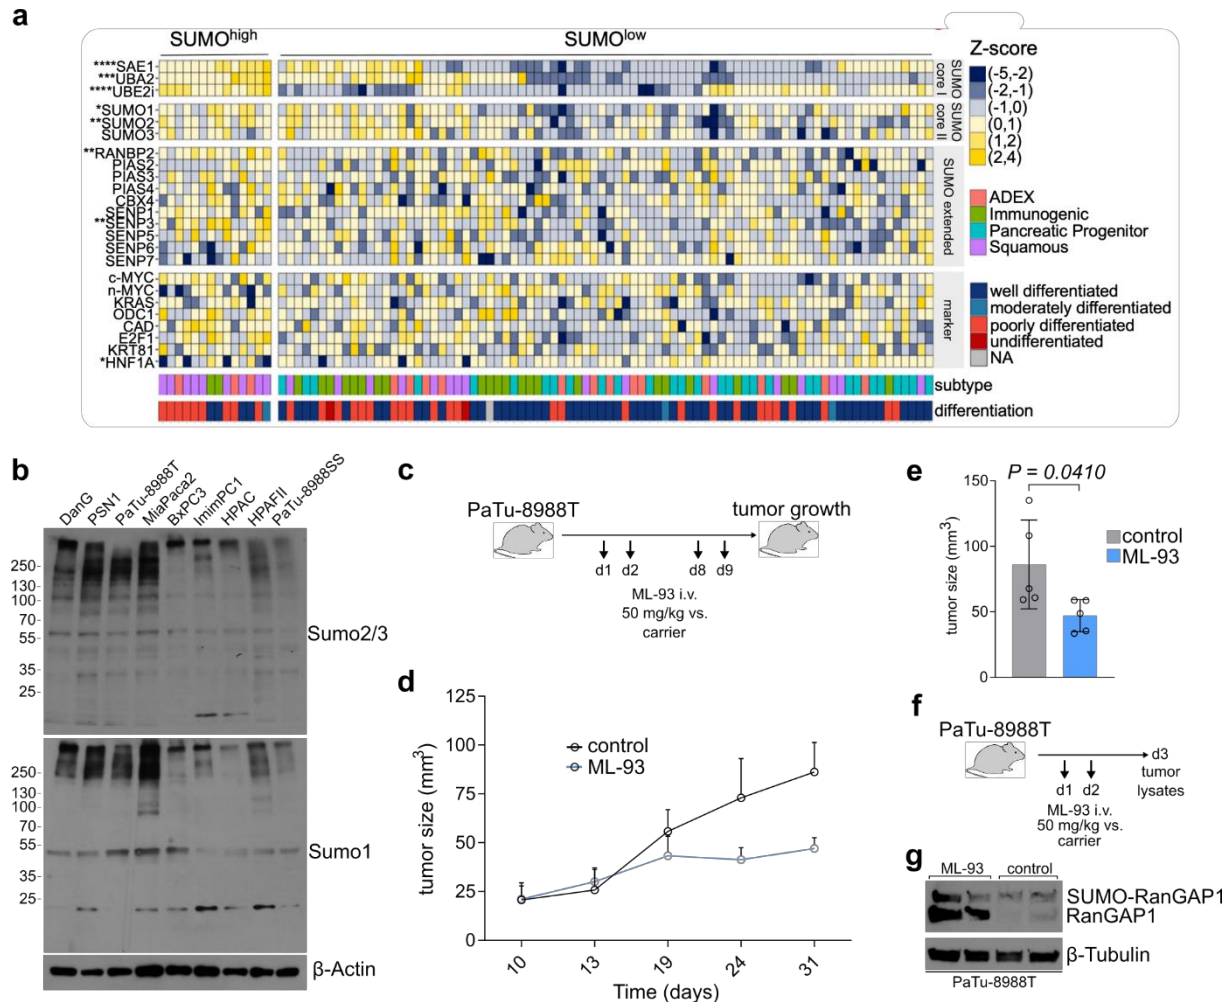 a
SUMOhigh
SUMOlow
****SAE1
***UBA2
****UBE2i
SUMO core I
*SUMO1
**SUMO2
SUMO3
SUMO core II
**RANBP2
PIAS2
PIAS3
PIAS4
CBX4
SENP1
**SENP3
SENP5
SENP6
SENP7
SUMO extended
c-MYC
n-MYC
KRAS
ODC1
CAD
E2F1
KRT81
*HNF1A
marker
subtype
differentiation
Z-score
(-5,-2)
(-2,-1)
(-1,0)
(0,1)
(1,2)
(2,4)
ADEX
Immunogenic
Pancreatic Progenitor
Squamous
well differentiated
moderately differentiated
poorly differentiated
undifferentiated
NA
b
DanG
PSN1
PaTu-8988T
MiaPaca2
BxPC3
ImimPC1
HPAC
HPAFII
PaTu-8988SS
250-
130-
100-
70-
55-
35-
25-
Sumo2/3
250-
130-
100-
70-
55-
35-
25-
Sumo1
β-Actin
c
PaTu-8988T
tumor growth
d1
d2
d8
d9
ML-93 i.v.
50 mg/kg vs.
carrier
d
tumor size (mm3)
125
100
75
50
25
0
control
ML-93
10
13
19
24
31
Time (days)
e
P = 0.0410
tumor size (mm3)
150
100
50
0
control
ML-93
f
PaTu-8988T
d1
d2
d3
tumor
lysates
ML-93 i.v.
50 mg/kg vs.
carrier
g
ML-93
control
SUMO-RanGAP1
RanGAP1
β-Tubulin
PaTu-8988T